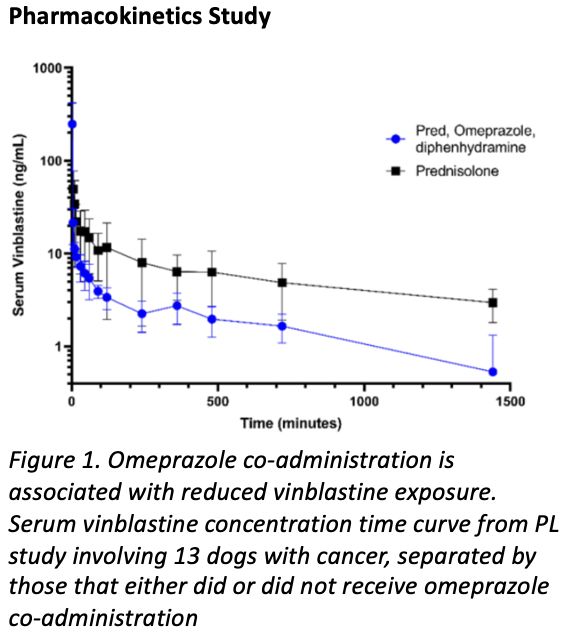 Pharmacokinetics Study
1000
100
10
1
Serum Vinblastine (ng/mL)
Pred, Omeprazole,
diphenhydramine
Prednisolone
0
500
1000
1500
Time (minutes)
Figure 1. Omeprazole co-administration is
associated with reduced vinblastine exposure.
Serum vinblastine concentration time curve from PL
study involving 13 dogs with cancer, separated by
those that either did or did not receive omeprazole
co-administration